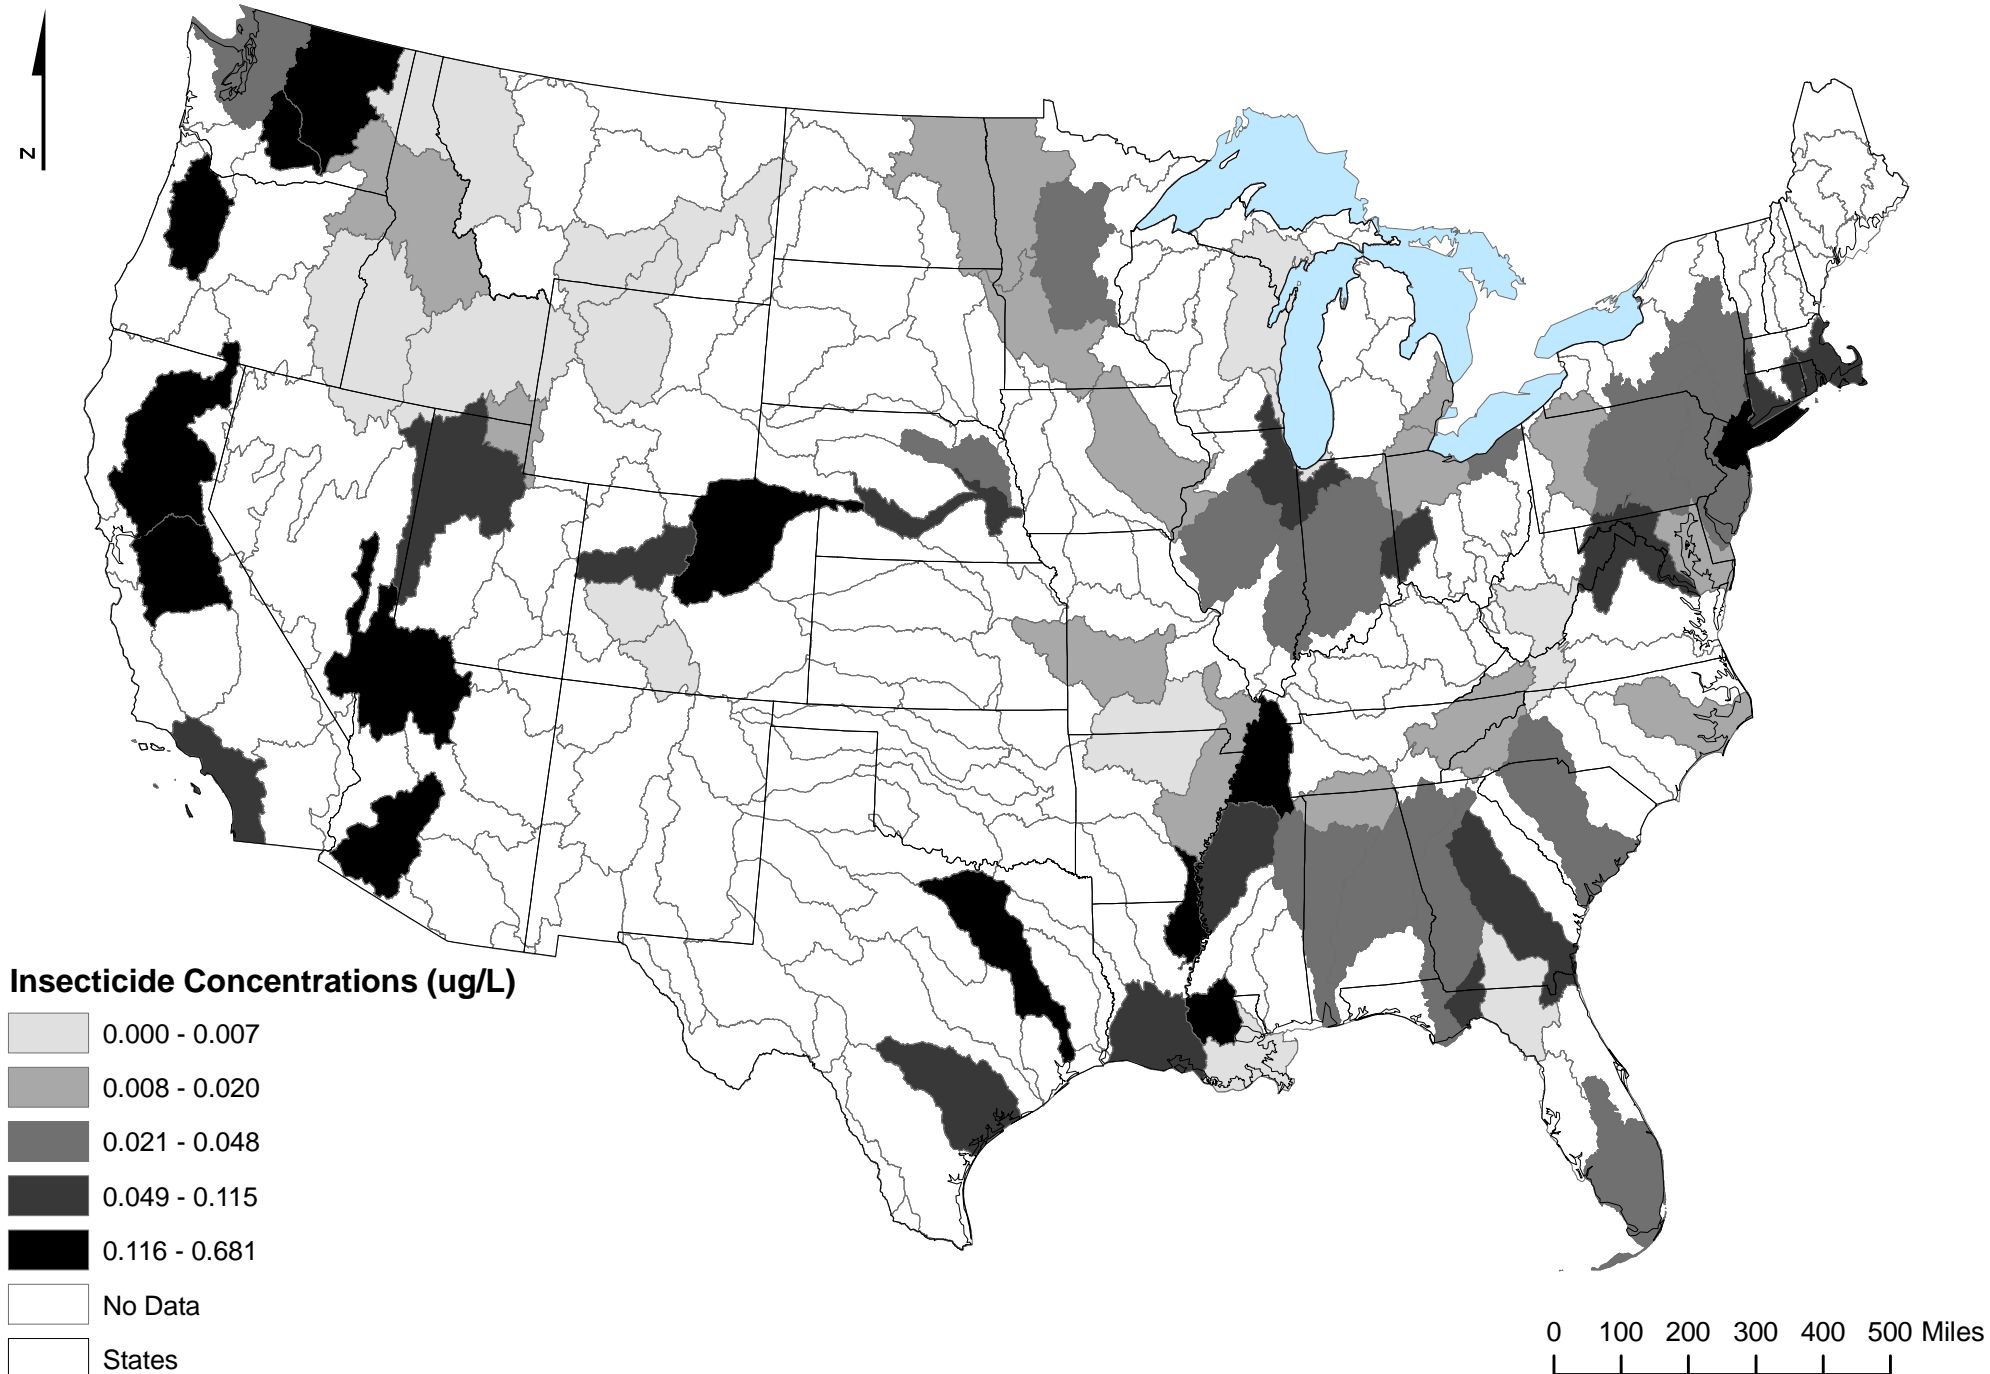 N
Insecticide Concentrations (ug/L)
0.000 - 0.007
0.008 - 0.020
0.021 - 0.048
0.049 - 0.115
0.116 - 0.681
No Data
States
0 100 200 300 400 500 Miles